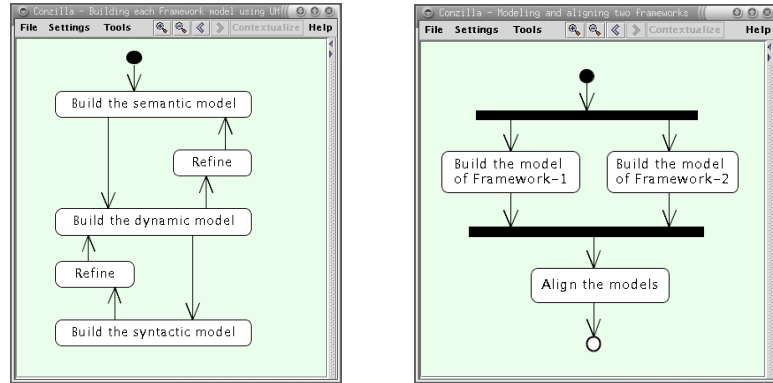 Conzilla - Building each Framework model using UM
File Settings Tools Contextualize Help
Build the semantic model
Refine
Build the dynamic model
Refine
Build the syntactic model
Conzilla - Modeling and aligning two frameworks
File Settings Tools Contextualize Help
Build the model
of Framework-1
Build the model
of Framework-2
Align the models